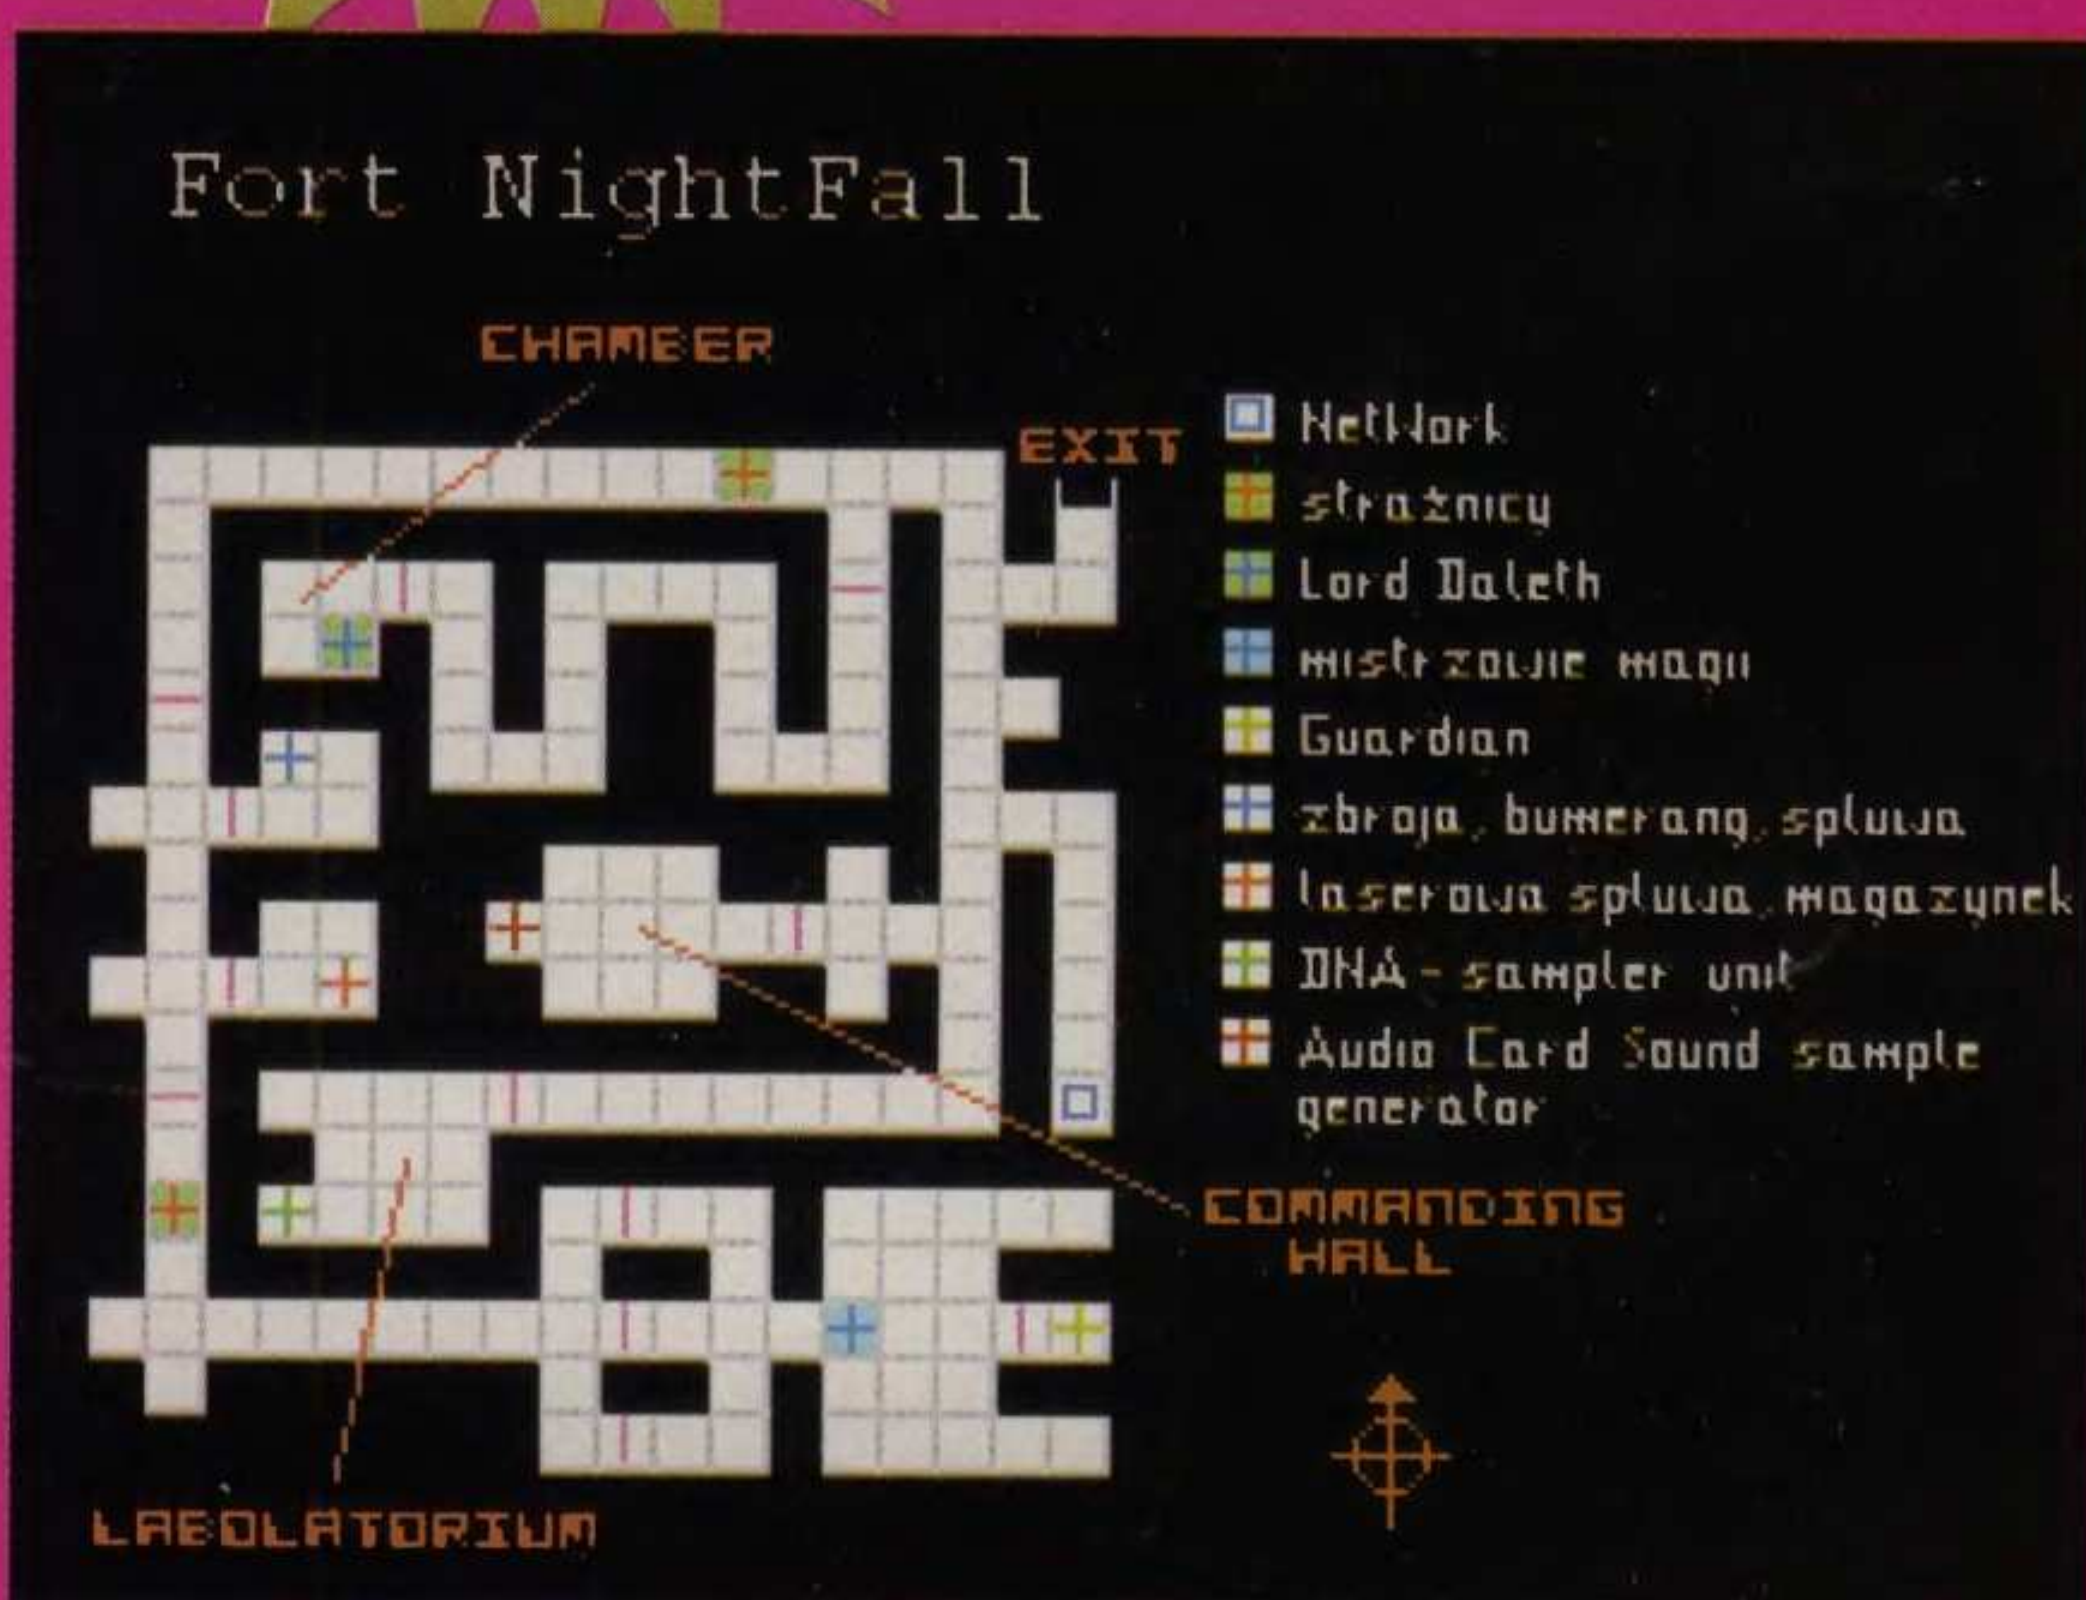 Fort NightFall
CHAMBER
EXIT
NetWork
strażnicy
Lord Daleth
mistrzowie magii
Guardian
zbroja, bumerang, spluwa
laserowa spluwa, magazynek
DNA - sampler unit
Audio Card Sound sample
generator
COMMANDING
HALL
LABOLATORIUM